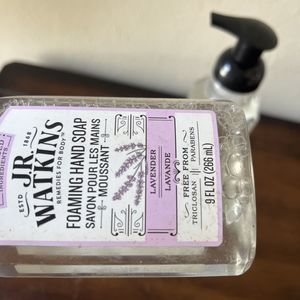 ESTD 1868
J.R.
WATKINS
REMEDIES FOR BODY
FOAMING HAND SOAP
SAVON POUR LES MAINS
MOUSSANT
LAVENDER
LAVANDE
FREE FROM
TRICLOSAN PARABENS
9 FL OZ (266 mL)
INGREDIENTS